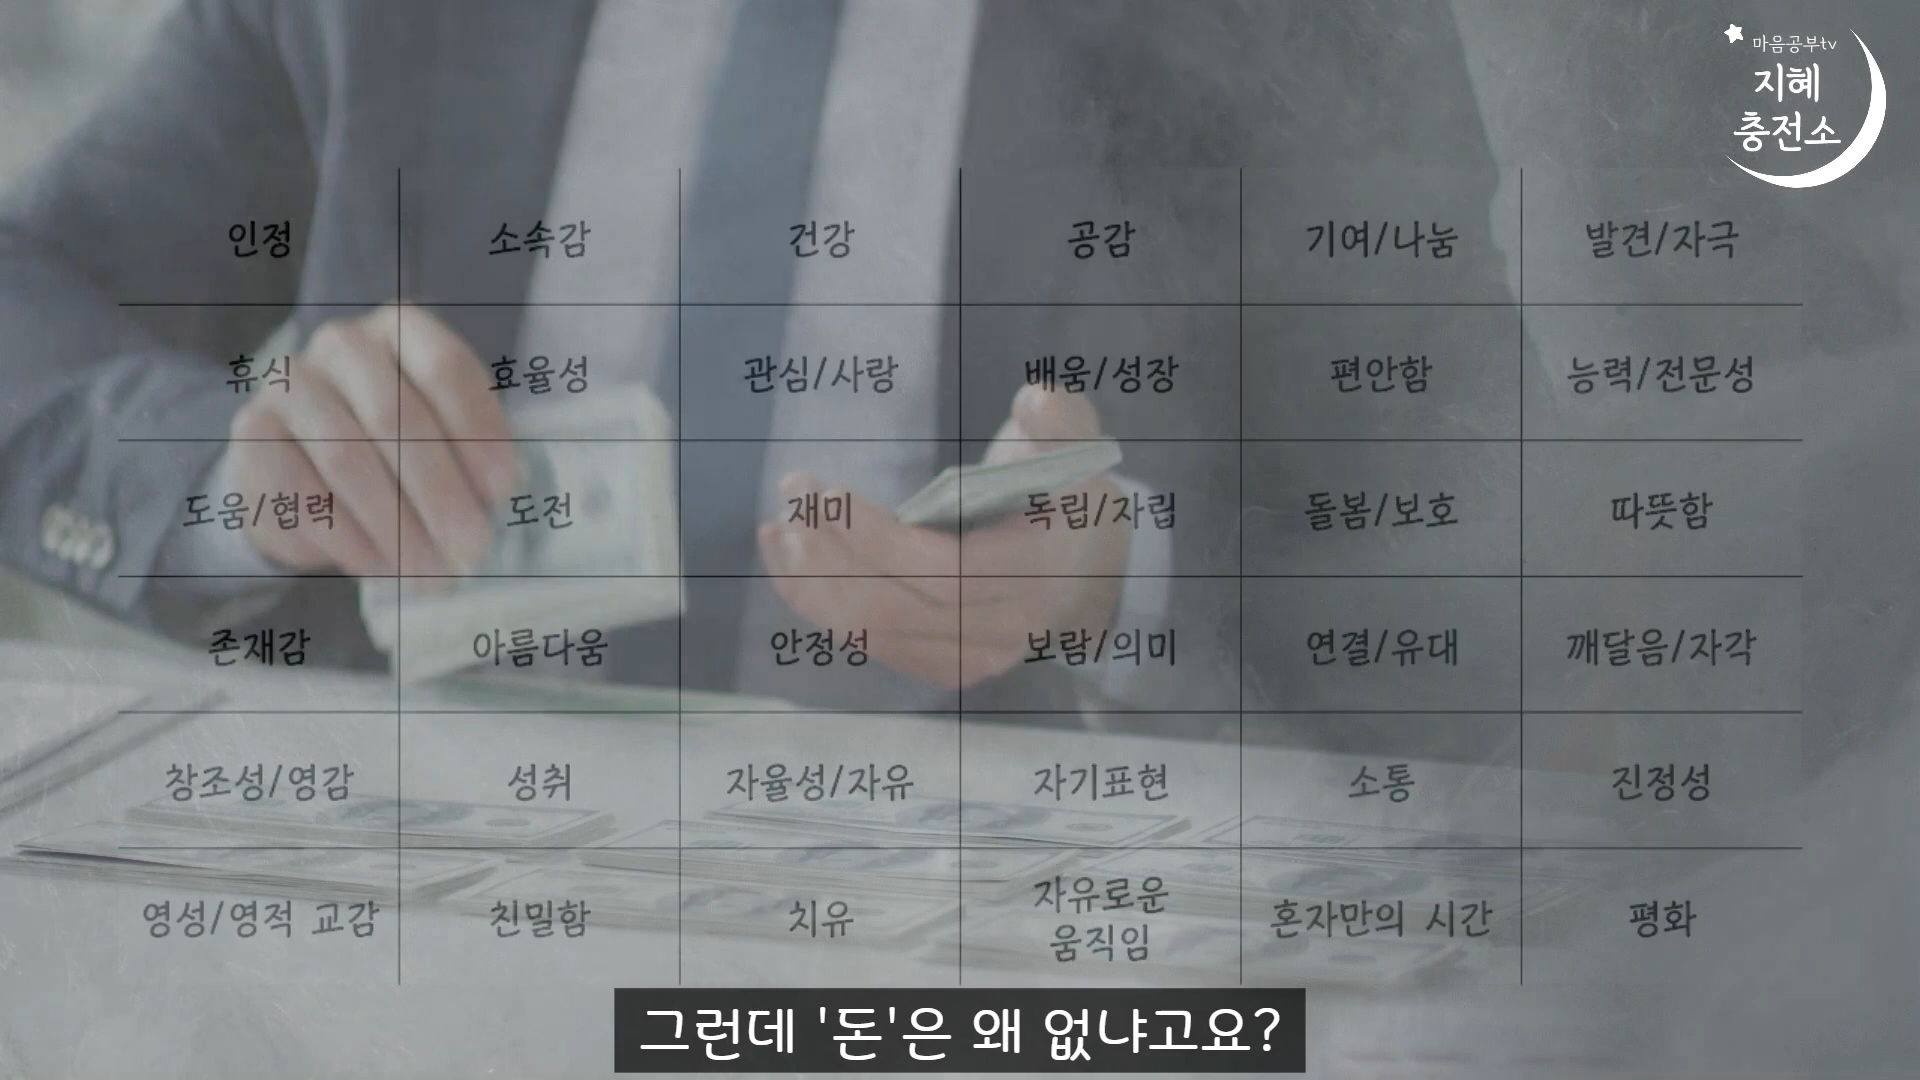 마음공부tv
지혜
충전소
인정 소속감 건강 공감 기여/나눔 발견/자극
휴식 효율성 관심/사랑 배움/성장 편안함 능력/전문성
도움/협력 도전 재미 독립/자립 돌봄/보호 따뜻함
존재감 아름다움 안정성 보람/의미 연결/유대 깨달음/자각
창조성/영감 성취 자율성/자유 자기표현 소통 진정성
영성/영적 교감 친밀함 치유 자유로운 움직임 혼자만의 시간 평화
그런데 '돈'은 왜 없냐고요?